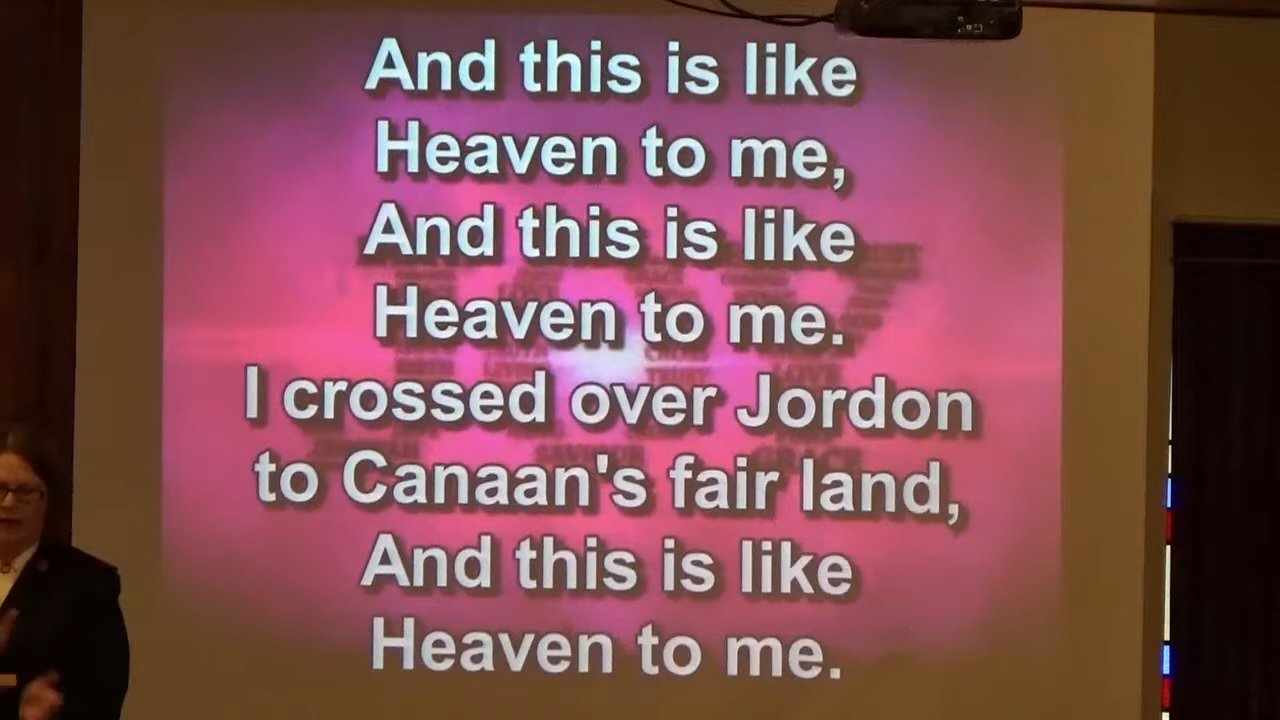 And this is like
Heaven to me,
And this is like
Heaven to me.
I crossed over Jordon
to Canaan's fair land,
And this is like
Heaven to me.